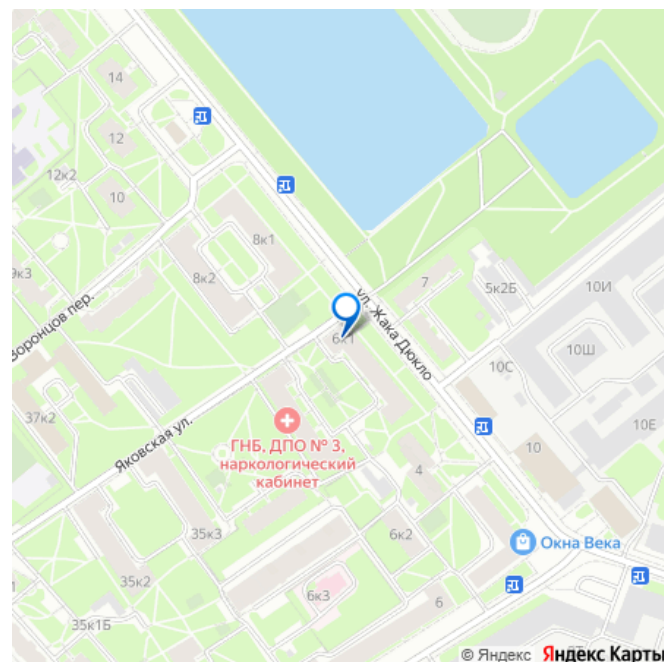 14
12
12к2
10
8к1
9к3
8к2
7
5к2Б
10И
Воронцов пер.
ул. Жака Дюкло
6к1
10Ш
10С
37к2
10Е
Яковская ул.
ГНБ, ДПО № 3,
наркологический
кабинет
10
4
35к3
6к2
Окна Века
35к2
6к3
6
35к1Б
© Яндекс Яндекс Карты